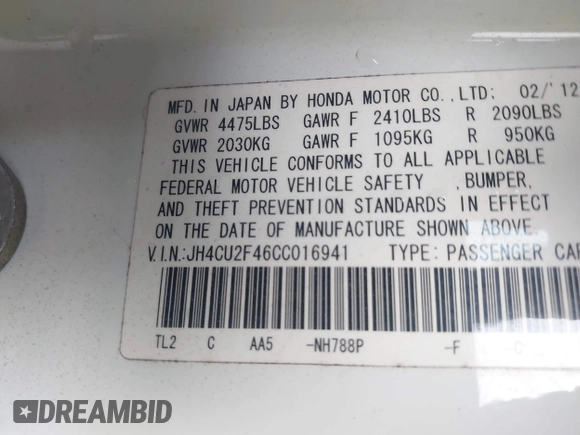 MFD. IN JAPAN BY HONDA MOTOR CO.,LTD; 02/'12
GVWR 4475LBS GAWR F 2410LBS R 2090LBS
GVWR 2030KG GAWR F 1095KG R 950KG
THIS VEHICLE CONFORMS TO ALL APPLICABLE
FEDERAL MOTOR VEHICLE SAFETY ,BUMPER,
AND THEFT PREVENTION STANDARDS IN EFFECT
ON THE DATE OF MANUFACTURE SHOWN ABOVE.
V.I.N:JH4CU2F46CC016941 TYPE: PASSENGER CAR
TL2 C AA5 -NH788P -F - C
DREAMBID